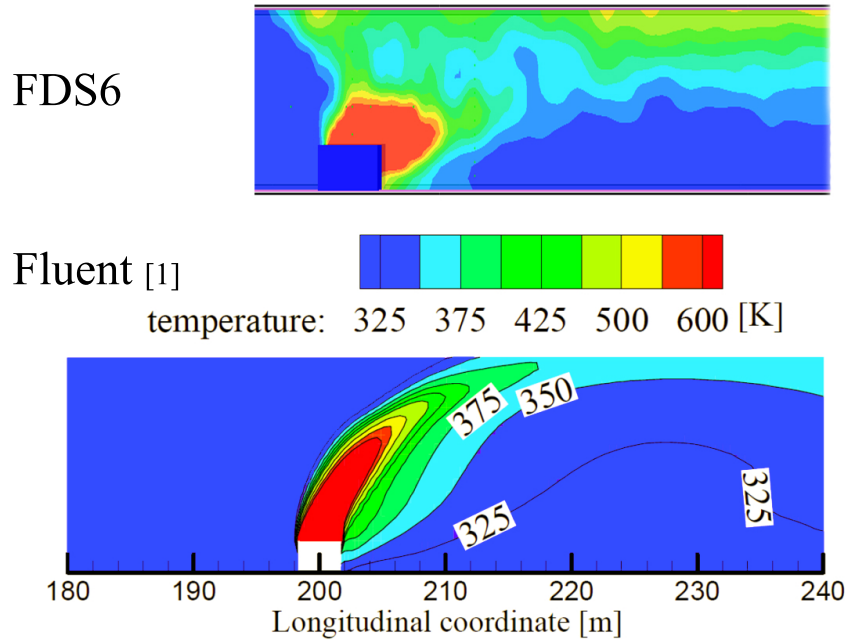 FDS6
Fluent [1]
temperature: 325 375 425 500 600 [K]
375
350
325
325
180 190 200 210 220 230 240
Longitudinal coordinate [m]